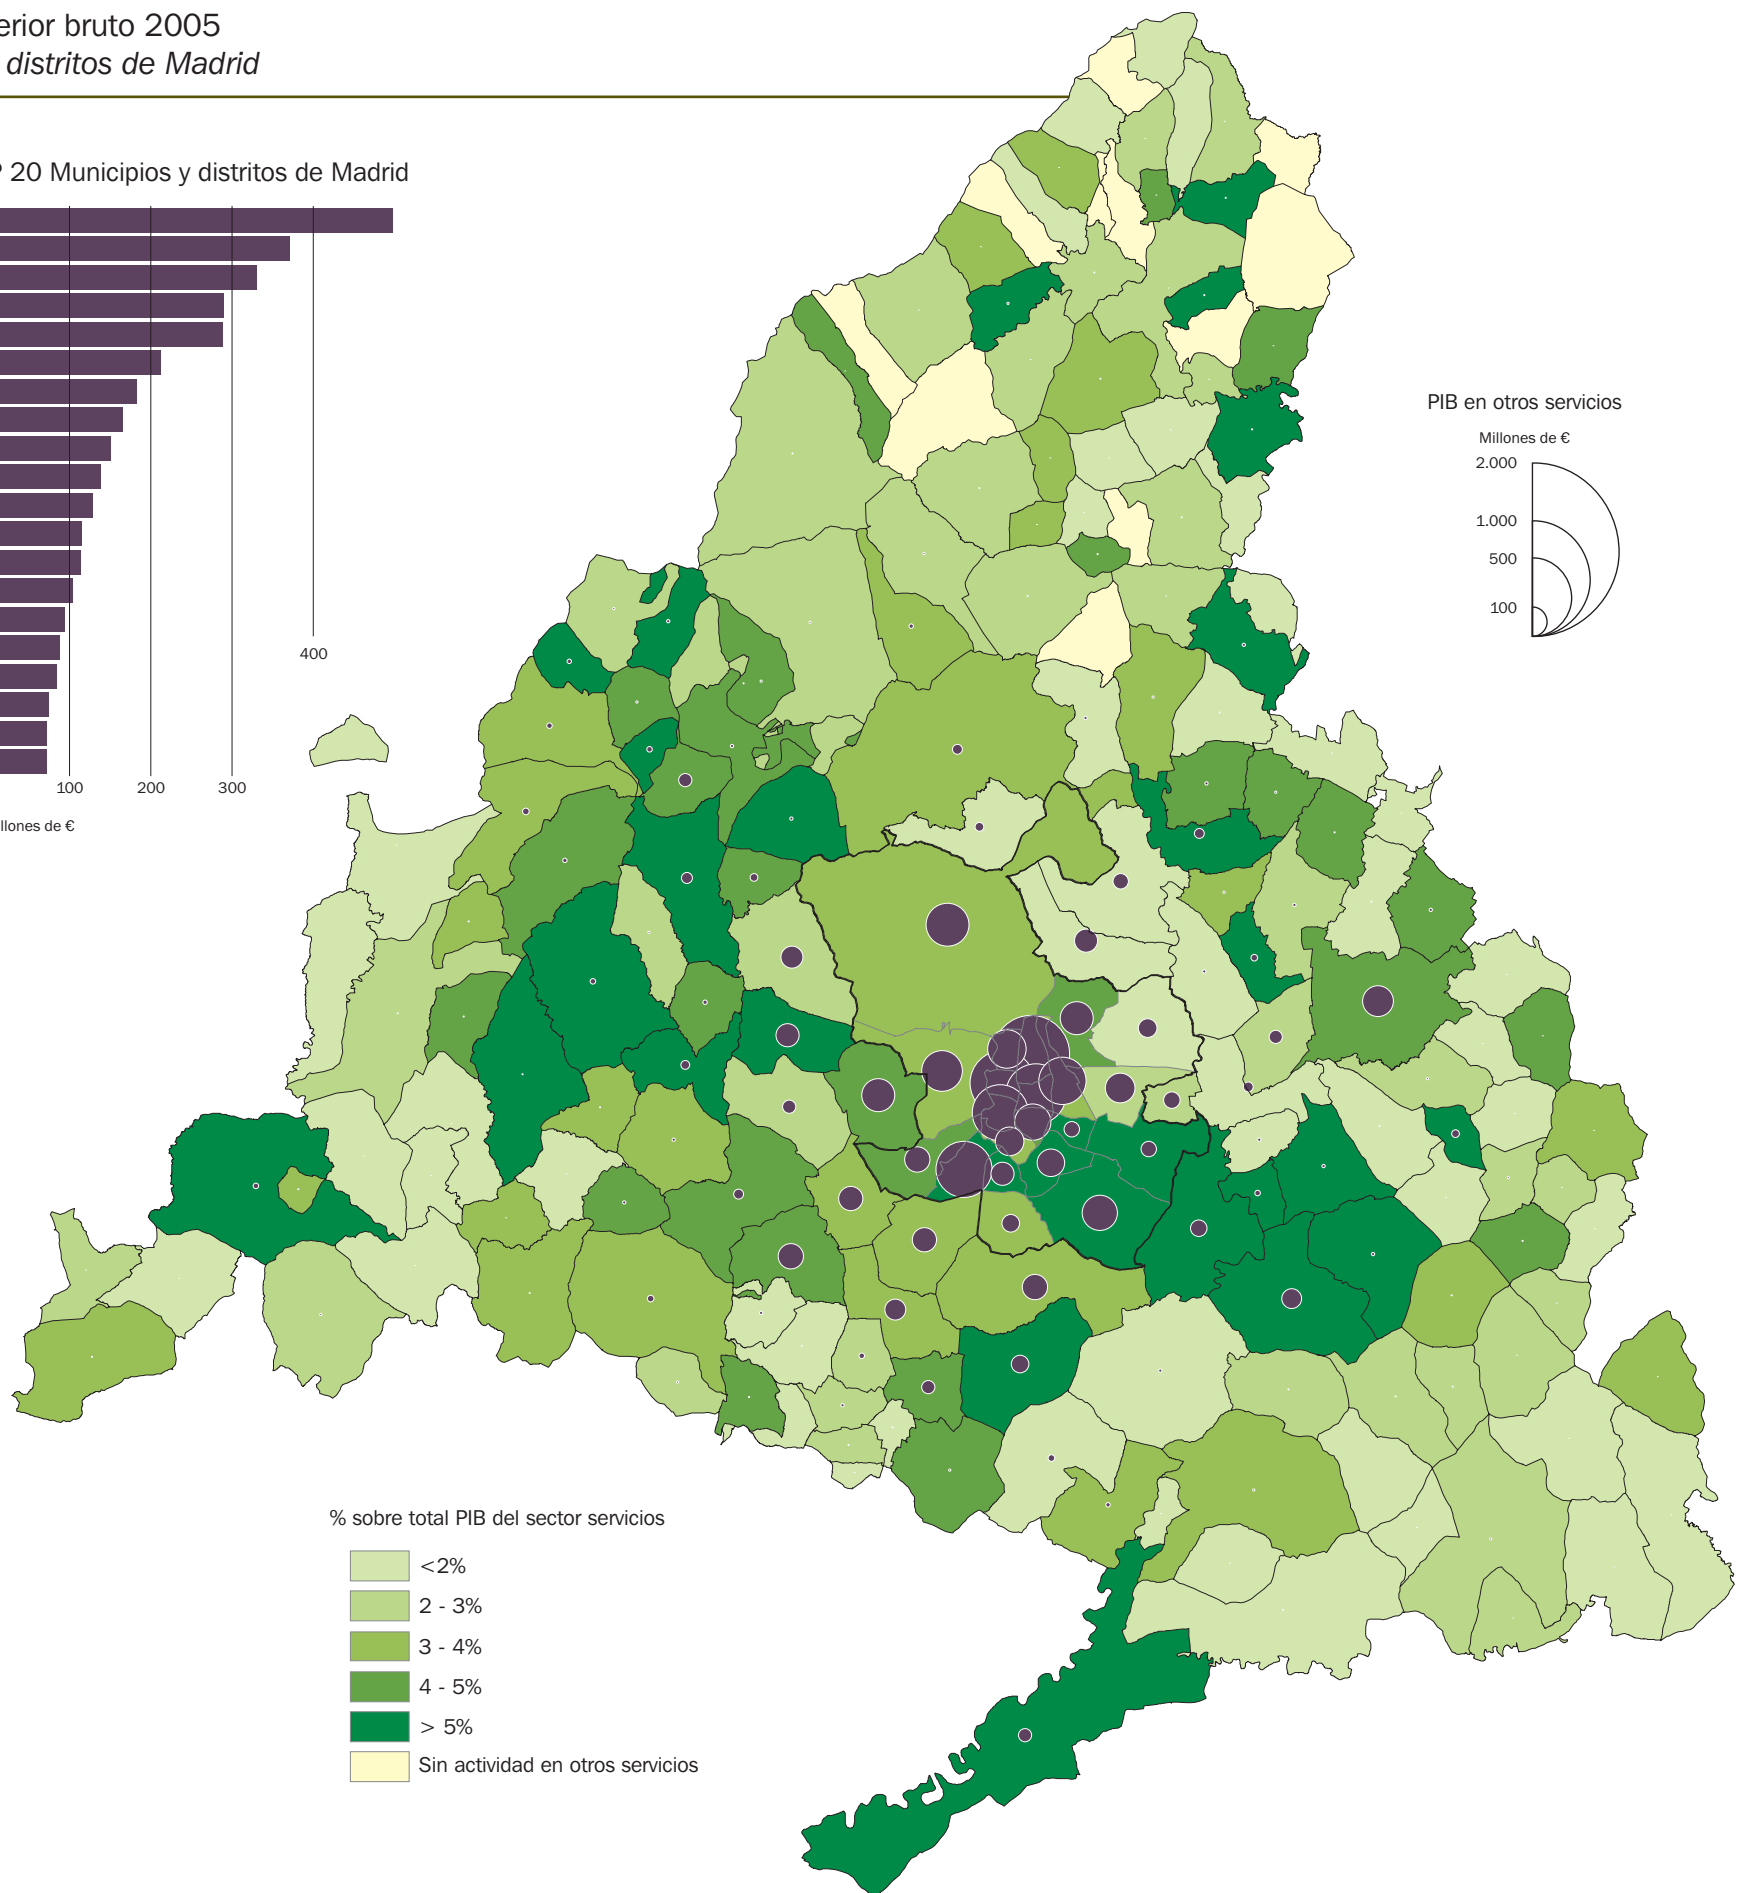 erior bruto 2005
distritos de Madrid
20 Municipios y distritos de Madrid
400
100 200 300
llones de €
PIB en otros servicios
Millones de €
2.000
1.000
500
100
% sobre total PIB del sector servicios
<2%
2 - 3%
3 - 4%
4 - 5%
> 5%
Sin actividad en otros servicios